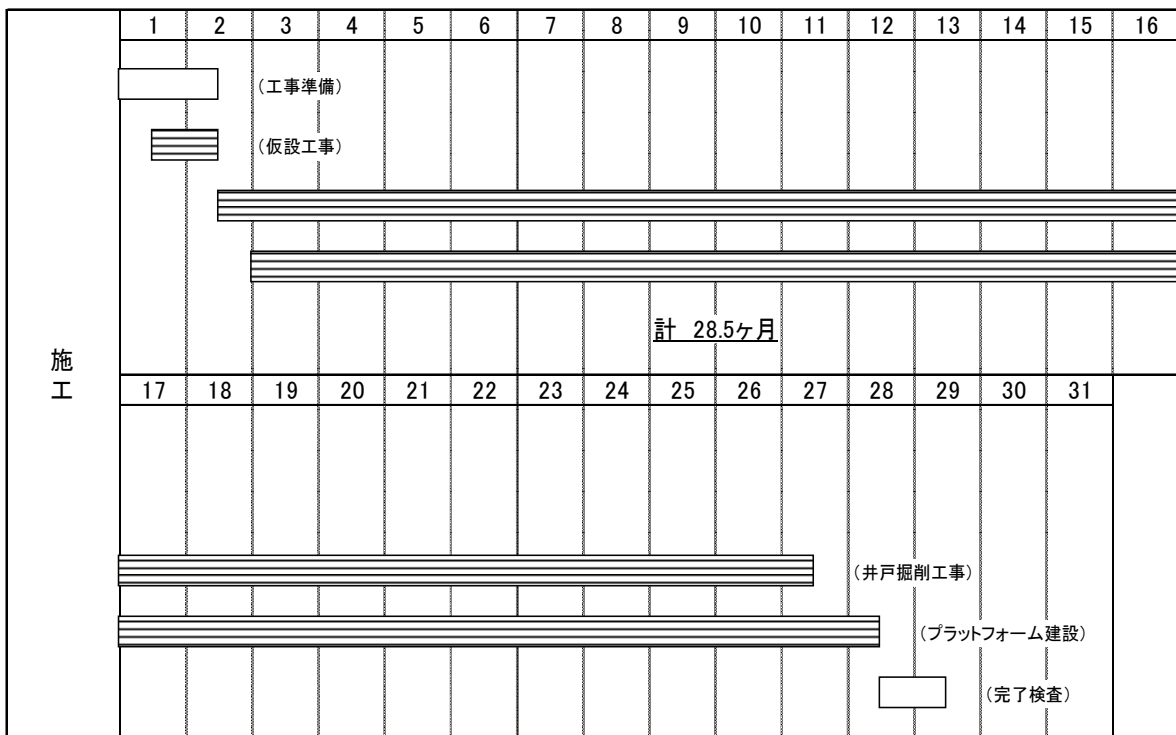 1 2 3 4 5 6 7 8 9 10 11 12 13 14 15 16
（工事準備）
（仮設工事）
計 28.5ヶ月
施工
17 18 19 20 21 22 23 24 25 26 27 28 29 30 31
（井戸掘削工事）
（プラットフォーム建設）
（完了検査）